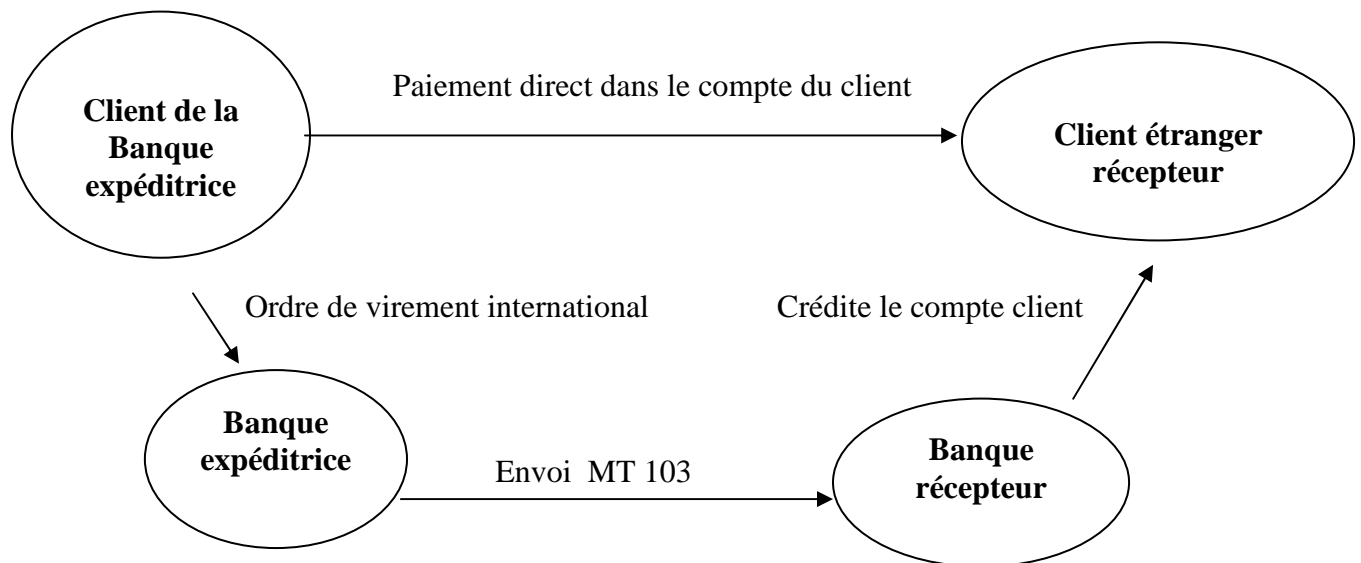 Paiement direct dans le compte du client
Client de la
Banque
expéditrice
Client étranger
récepteur
Ordre de virement international
Crédite le compte client
Banque
expéditrice
Envoi  MT 103
Banque
récepteur